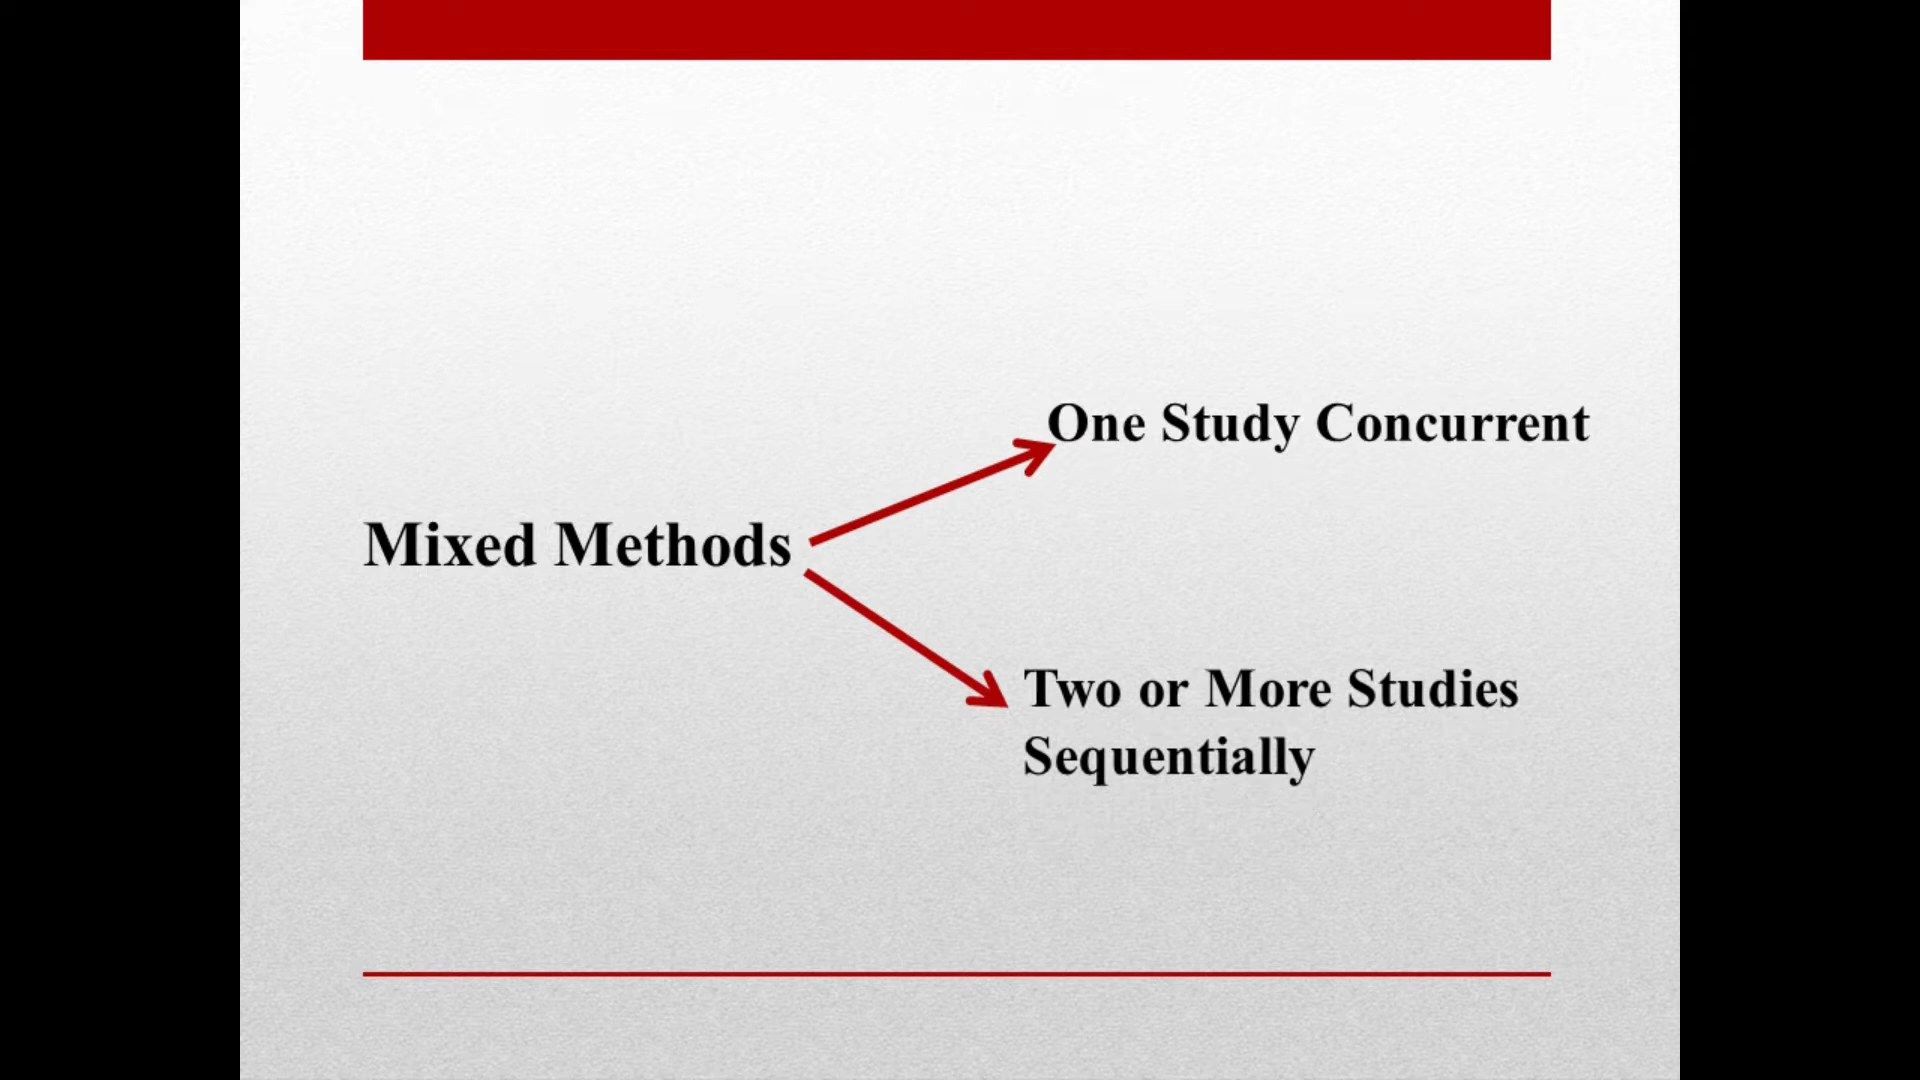 One Study Concurrent
Mixed Methods
Two or More Studies
Sequentially